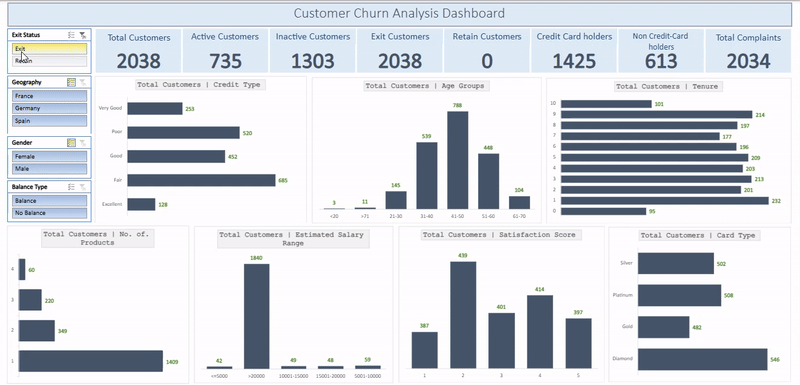 Customer Churn Analysis Dashboard
Exit Status
Exit
Retain
Geography
France
Germany
Spain
Gender
Female
Male
Balance Type
Balance
No Balance
Total Customers
2038
Active Customers
735
Inactive Customers
1303
Exit Customers
2038
Retain Customers
0
Credit Card holders
1425
Non Credit-Card
holders
613
Total Complaints
2034
Total Customers | Credit Type
Very Good 253
Poor 520
Good 452
Fair 685
Excellent 128
Total Customers | Age Groups
3 11 145 539 788 448 104
<20 >71 21-30 31-40 41-50 51-60 61-70
Total Customers | Tenure
10 101
9 214
8 197
7 177
6 196
5 209
4 203
3 213
2 201
1 232
0 95
Total Customers | No. of
Products
4 60
3 220
2 349
1 1409
Total Customers | Estimated Salary
Range
42 1840 49 48 59
<=5000 >20000 10001-15000 15001-20000 5001-10000
Total Customers | Satisfaction Score
387 439 401 414 397
1 2 3 4 5
Total Customers | Card Type
Silver 502
Platinum 508
Gold 482
Diamond 546